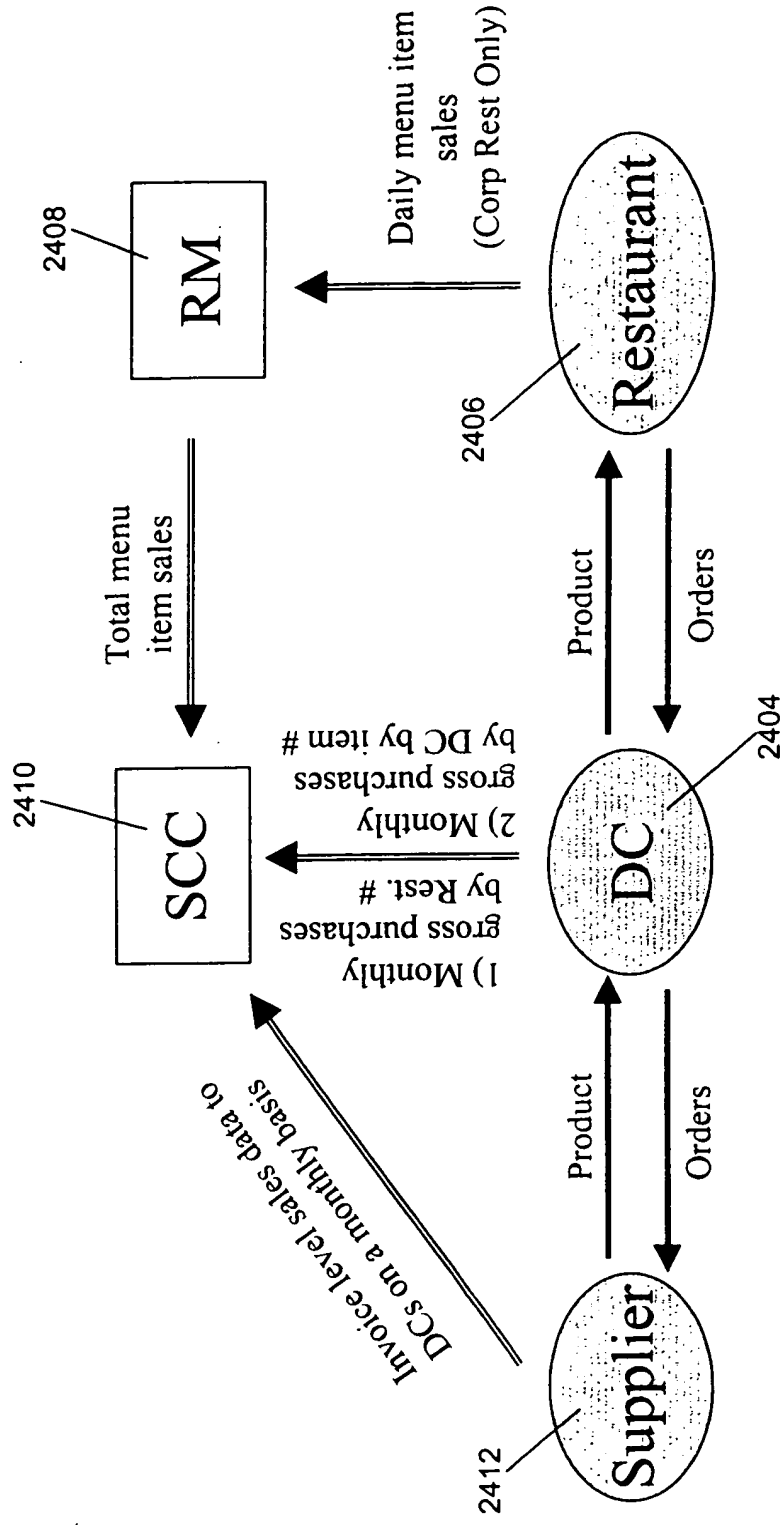 2410
SCC
Total menu
item sales
2408
RM
Invoice level sales data to
DCs on a monthly basis
1) Monthly
gross purchases
by Rest. #
2) Monthly
gross purchases
by DC by item #
Daily menu item
sales
(Corp Rest Only)
2412
Supplier
Product
Orders
DC
2404
Product
Orders
2406
Restaurant